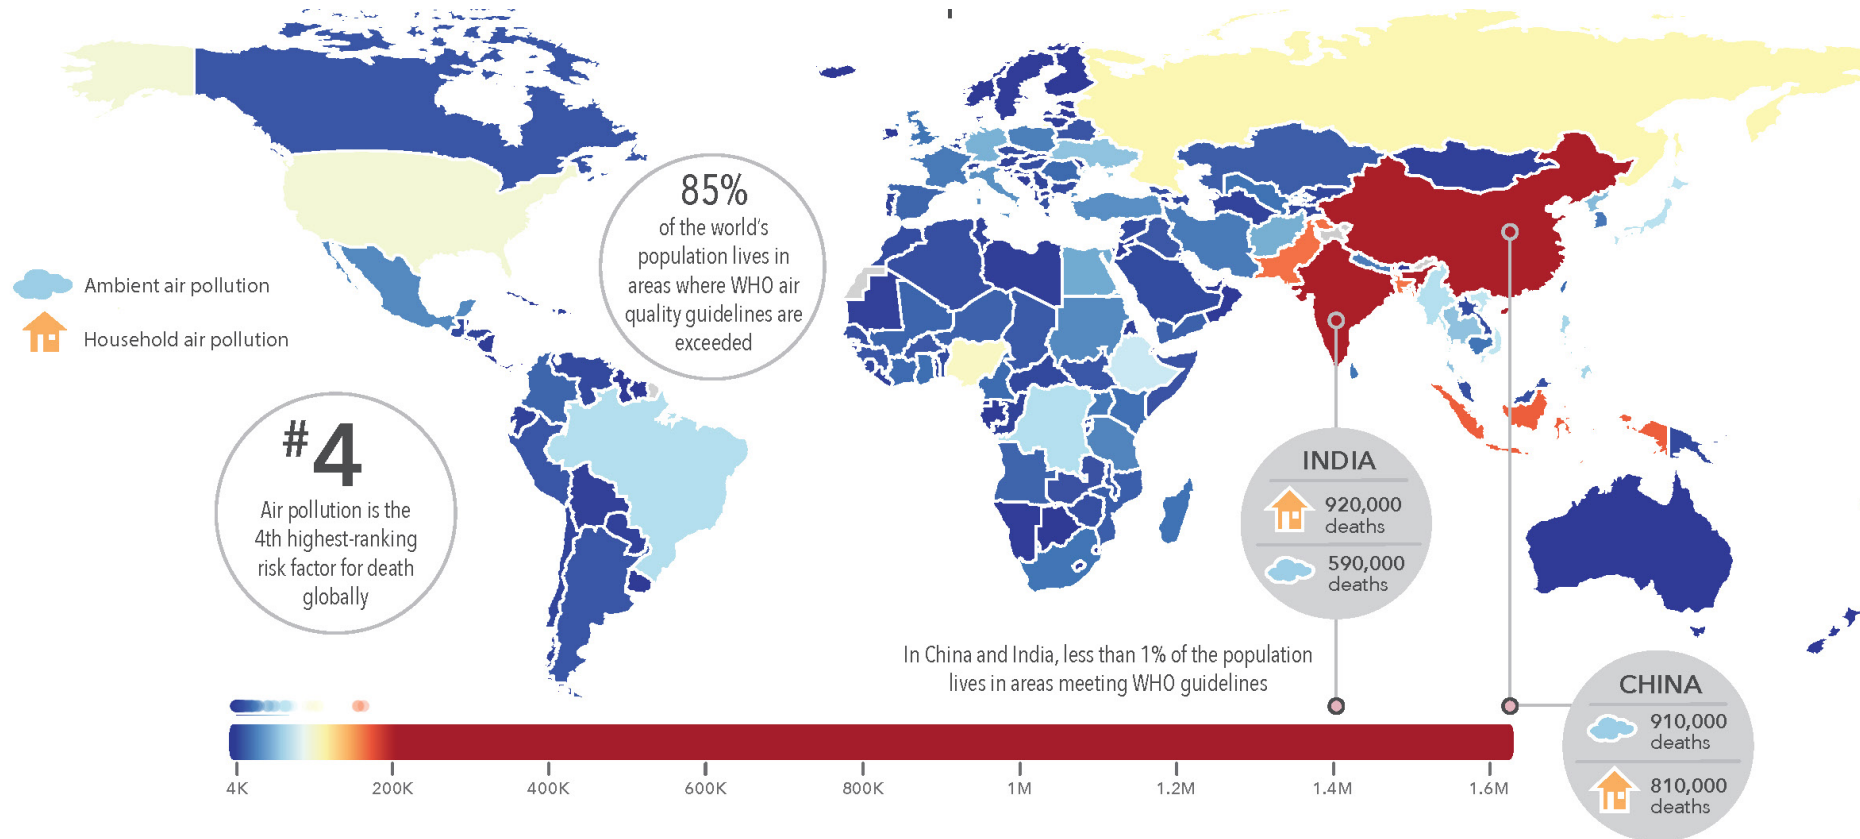 85%
of the world's
population lives in
areas where WHO air
quality guidelines are
exceeded
Ambient air pollution
Household air pollution
#4
Air pollution is the
4th highest-ranking
risk factor for death
globally
INDIA
920,000
deaths
590,000
deaths
In China and India, less than 1% of the population
lives in areas meeting WHO guidelines
CHINA
910,000
deaths
810,000
deaths
4K 200K 400K 600K 800K 1M 1.2M 1.4M 1.6M